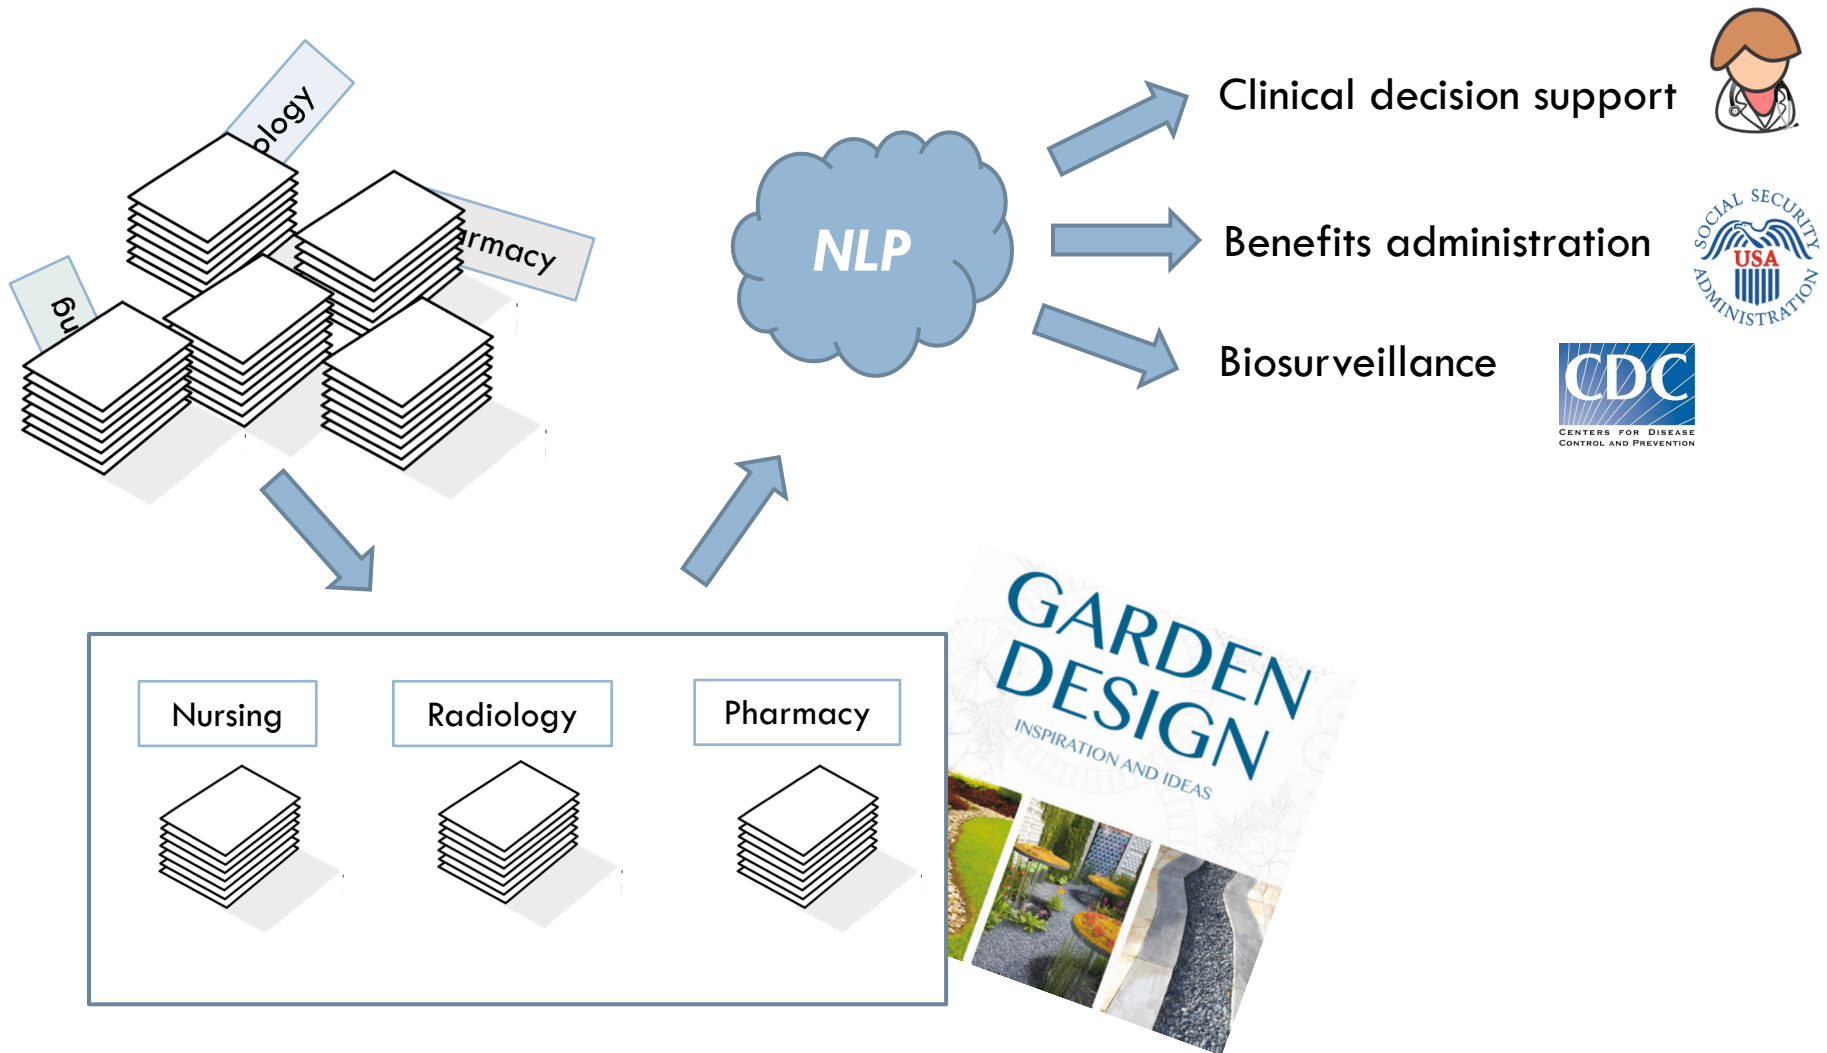 ology
armacy
ng
NLP
Clinical decision support
Benefits administration
SOCIAL SECURITY
USA
ADMINISTRATION
Biosurveillance
CDC
CENTERS FOR DISEASE
CONTROL AND PREVENTION
Nursing
Radiology
Pharmacy
GARDEN
DESIGN
INSPIRATION AND IDEAS